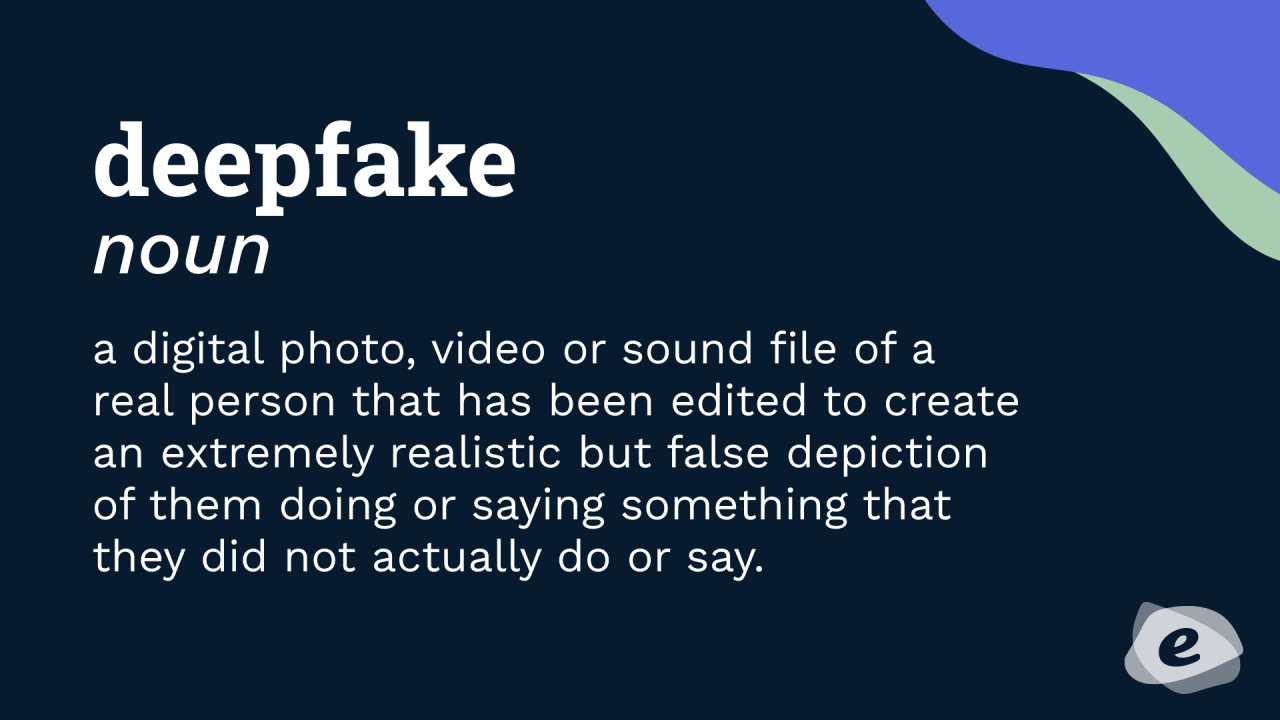 deepfake
noun
a digital photo, video or sound file of a
real person that has been edited to create
an extremely realistic but false depiction
of them doing or saying something that
they did not actually do or say.
e